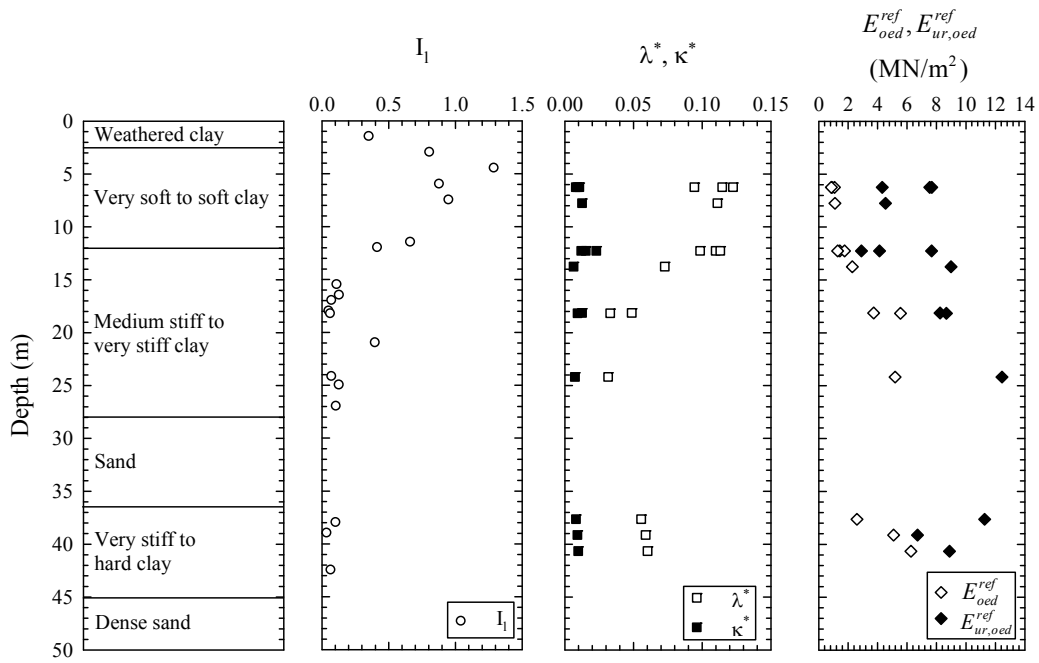 E_oed^ref, E_ur,oed^ref
I_l
λ*, κ*
(MN/m²)
0.0 0.5 1.0 1.5
0.00 0.05 0.10 0.15
0 2 4 6 8 10 12 14
Depth (m)
0
5
10
15
20
25
30
35
40
45
50
Weathered clay
Very soft to soft clay
Medium stiff to
very stiff clay
Sand
Very stiff to
hard clay
Dense sand
I_l
λ*
κ*
E_oed^ref
E_ur,oed^ref